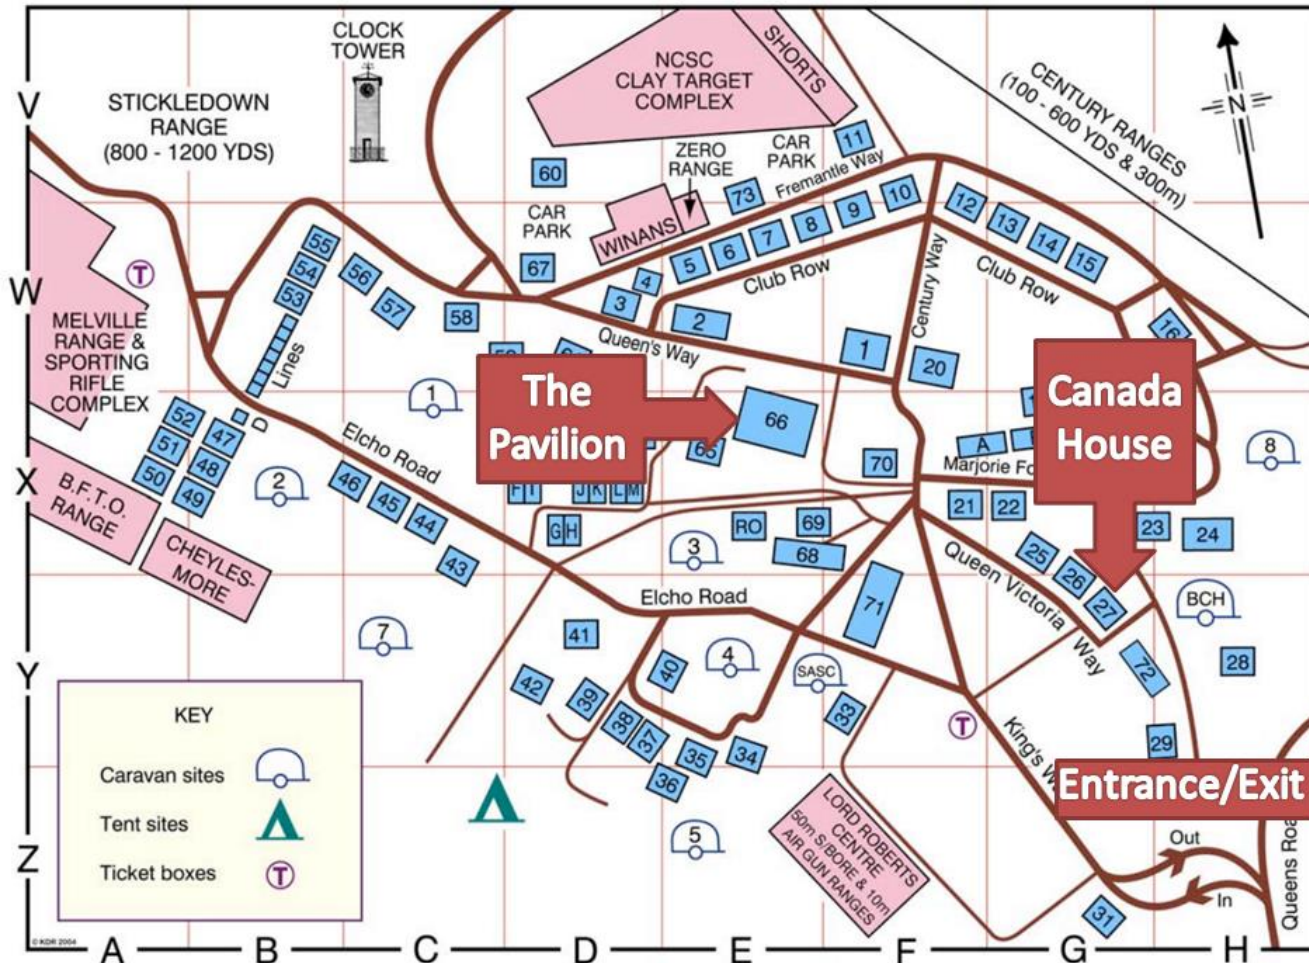 CLOCK
TOWER
STICKLEDOWN
RANGE
(800 - 1200 YDS)
NCSC
CLAY TARGET
COMPLEX
SHORTS
CENTURY RANGES
(100 - 600 YDS & 300m)
N
V
W
X
Y
Z
60
ZERO
RANGE
CAR
PARK
11
Fremantle Way
73
CAR
PARK
WINANS
67
4
3
5
6
7
8
9
10
12
13
14
15
16
Club Row
Club Row
Century Way
2
1
20
Queen's Way
55
54
53
56
57
58
T
MELVILLE
RANGE &
SPORTING
RIFLE
COMPLEX
Lines
D
52
51
50
47
48
49
B.F.T.O.
RANGE
CHEYLES-
MORE
1
2
Elcho Road
46
45
44
43
The
Pavilion
66
Canada
House
A
70
Marjorie
21
22
23
24
8
F I
J K
L M
G H
RO
69
68
3
25
26
27
Queen Victoria
Way
BCH
28
72
29
71
Elcho Road
7
41
42
40
39
38
37
36
35
34
4
SASC
33
T
King's
Entrance/Exit
5
LORD ROBERTS
CENTRE
50m S/BORE & 10m
AIR GUN RANGES
Out
In
31
Queens
KEY
Caravan sites
Tent sites
Ticket boxes
T
© KDR 2004
A
B
C
D
E
F
G
H